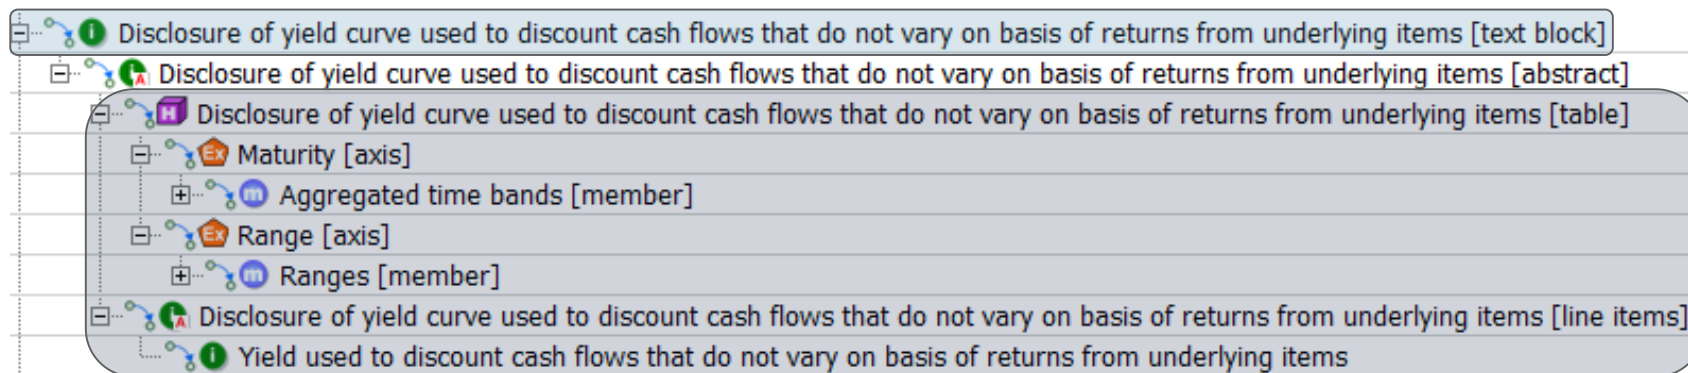 Disclosure of yield curve used to discount cash flows that do not vary on basis of returns from underlying items [text block]
Disclosure of yield curve used to discount cash flows that do not vary on basis of returns from underlying items [abstract]
Disclosure of yield curve used to discount cash flows that do not vary on basis of returns from underlying items [table]
Maturity [axis]
Aggregated time bands [member]
Range [axis]
Ranges [member]
Disclosure of yield curve used to discount cash flows that do not vary on basis of returns from underlying items [line items]
Yield used to discount cash flows that do not vary on basis of returns from underlying items